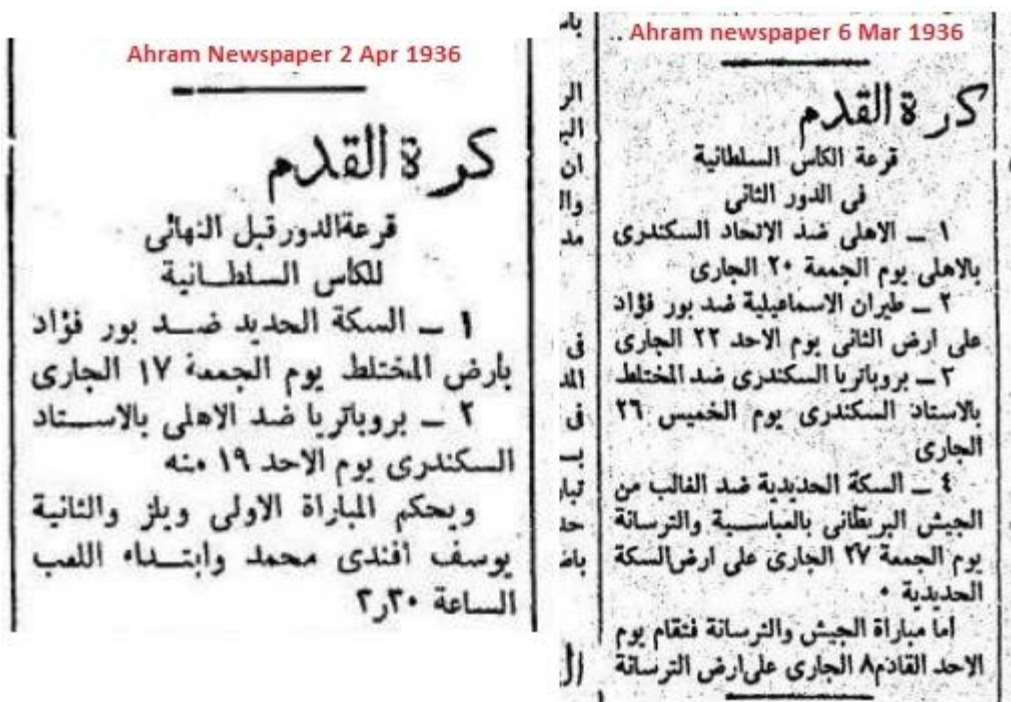 Ahram Newspaper 2 Apr 1936
كرة القدم
قرعة الدور قبل النهائى
للكاس السلطانية
١ – السكة الحديد ضد بور فؤاد
بارض المختلط يوم الجمعة ١٧ الجارى
٢ – بروباتريا ضد الاهلى بالاستاد
السكندرى يوم الاحد ١٩ منه
ويحكم المباراة الاولى ويلز والثانية
يوسف افندى محمد وابتداء اللعب
الساعة ٣٠ر٣
Ahram newspaper 6 Mar 1936
كرة القدم
قرعة الكاس السلطانية
فى الدور الثانى
١ – الاهلى ضد الاتحاد السكندرى
بالاهلى يوم الجمعة ٢٠ الجارى
٢ – طيران الاسماعيلية ضد بور فؤاد
على ارض الثانى يوم الاحد ٢٢ الجارى
٣ – بروباتريا السكندرى ضد المختلط
بالاستاد السكندرى يوم الخميس ٢٦
الجارى
٤ – السكة الحديدية ضد الغالب من
الجيش البريطانى بالعباسية والترسانة
يوم الجمعة ٢٧ الجارى على ارض السكة
الحديدية ٠
أما مباراة الجيش والترسانة فتقام يوم
الاحد القادم ٨ الجارى على ارض الترسانة